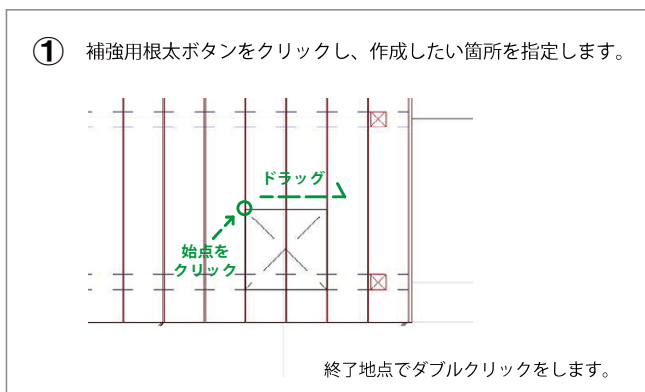 ① 補強用根太ボタンをクリックし、作成したい箇所を指定します。
ドラッグ
始点を
クリック
終了地点でダブルクリックをします。